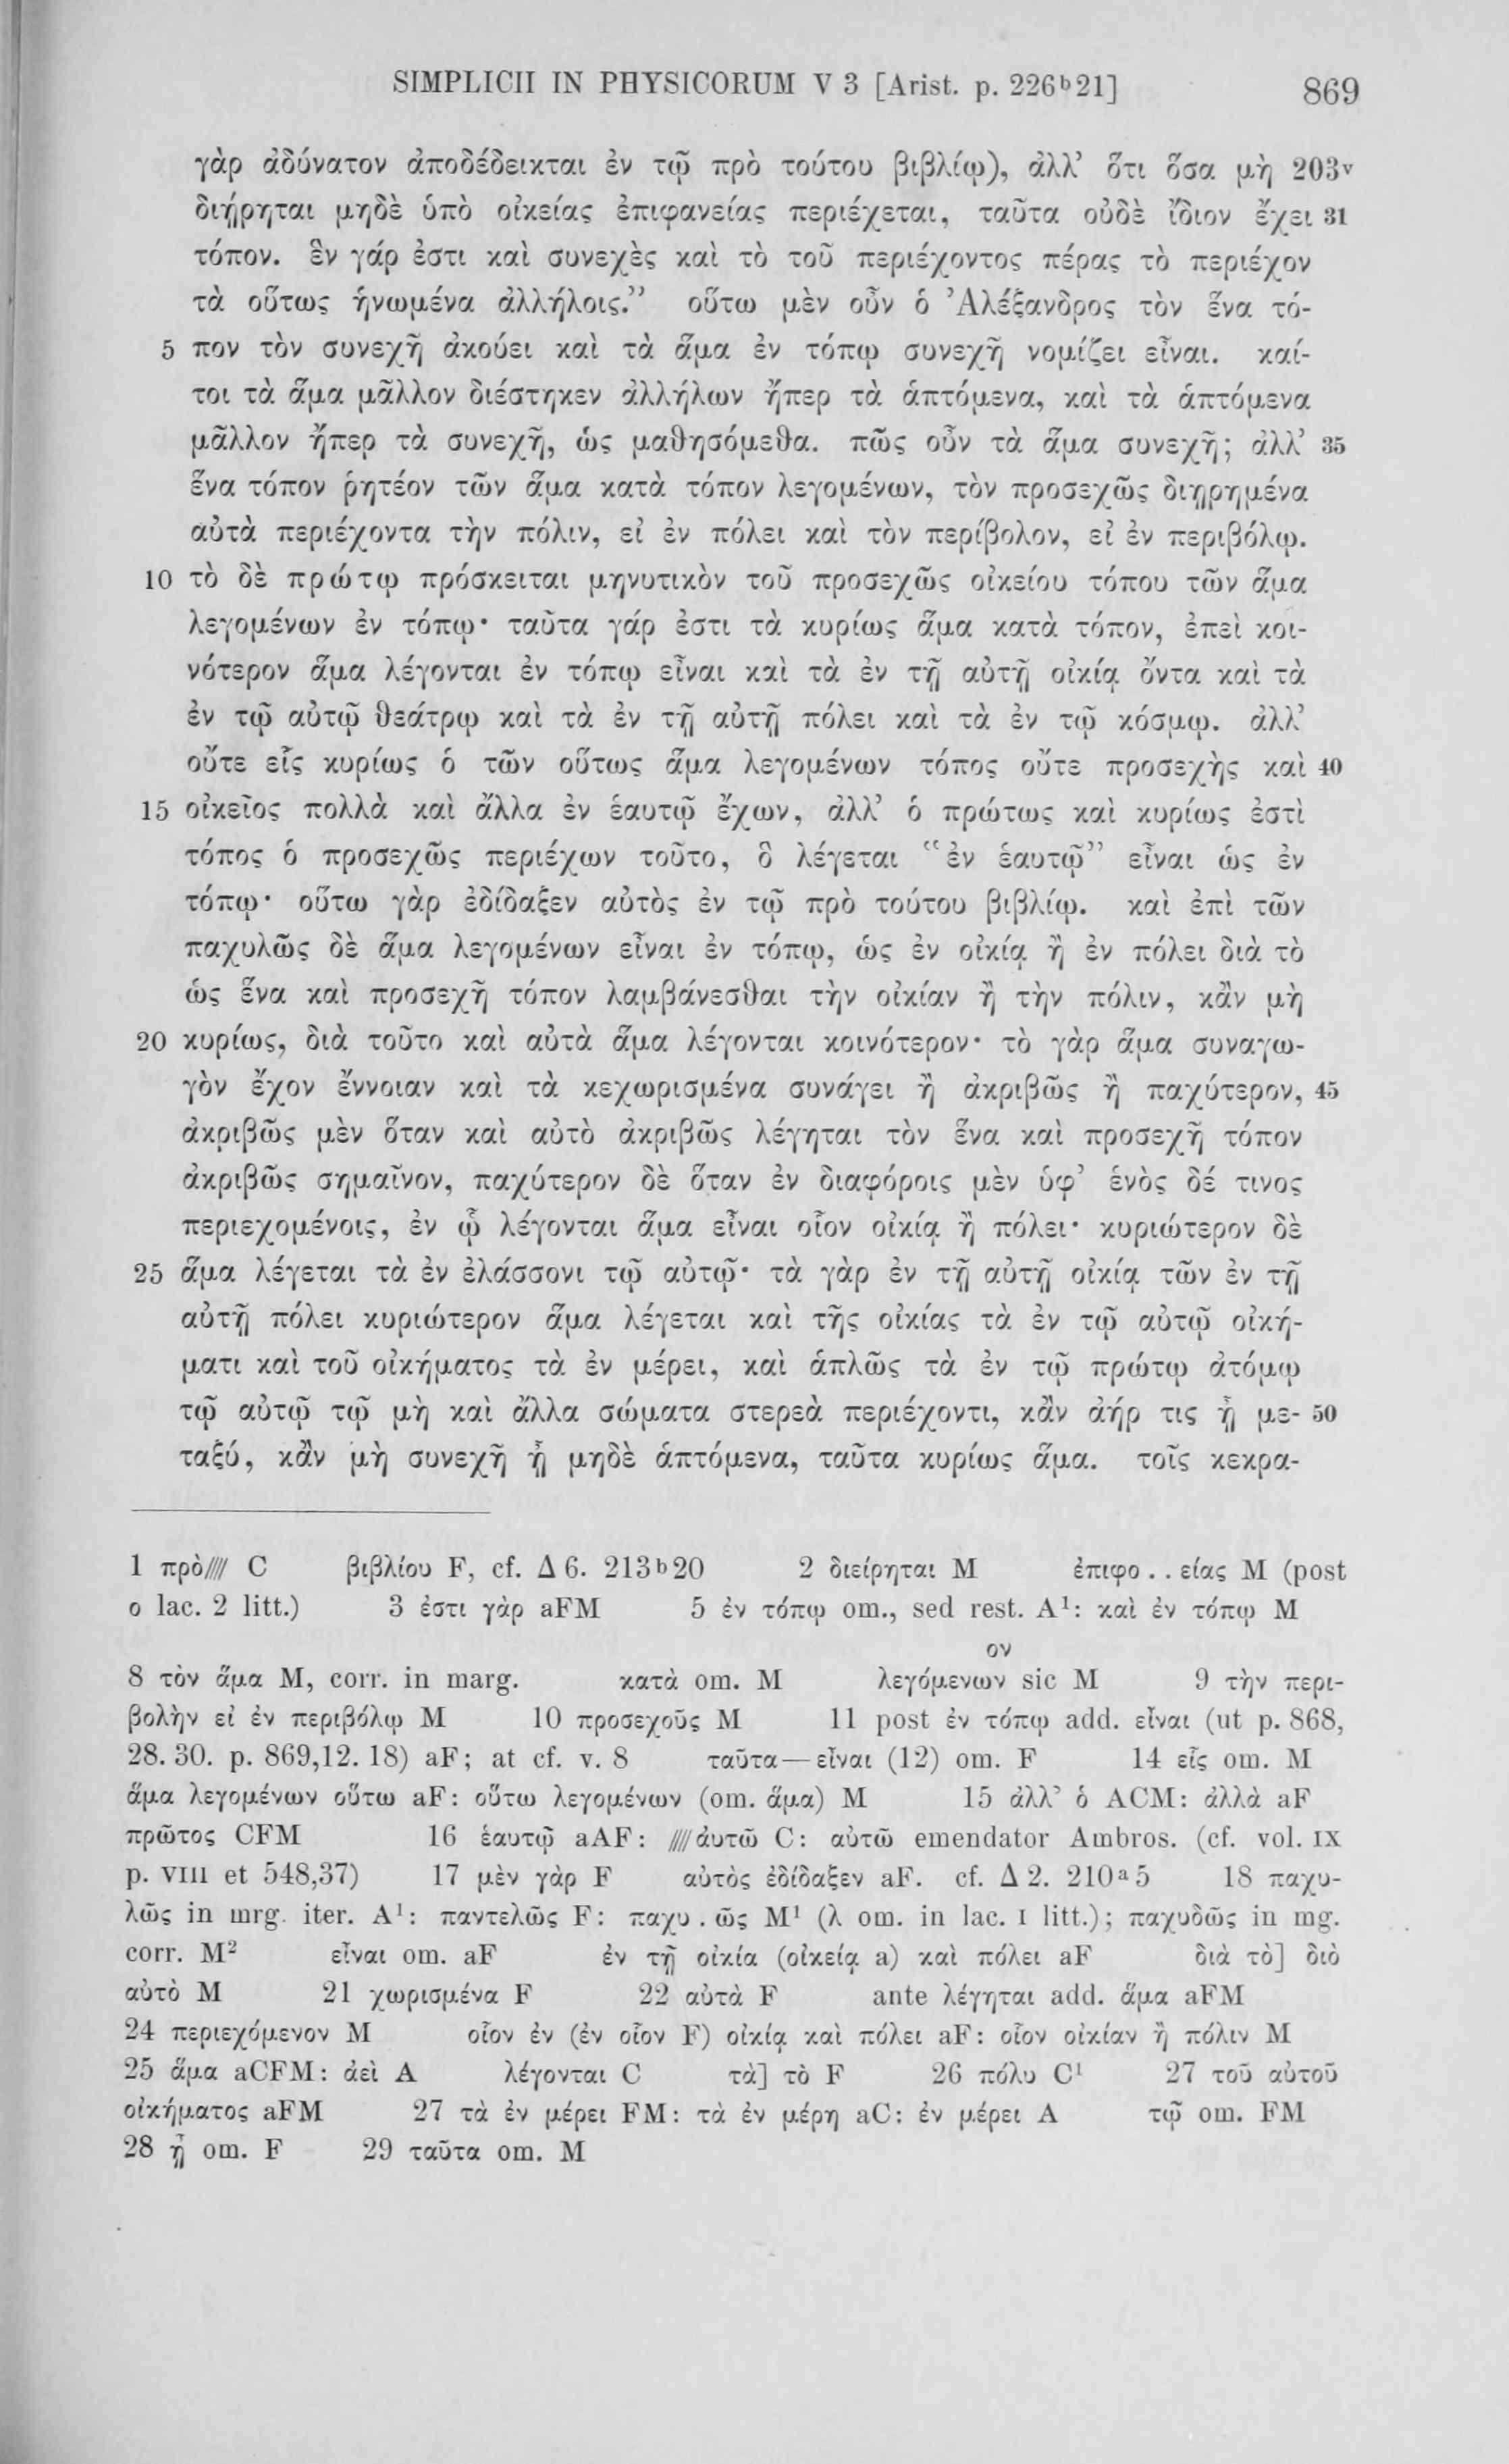 SIMPLICII IN PHYSICORUM V 3 [Arist. p. 226ᵇ21] 869
γὰρ ἀδύνατον ἀποδέδεικται ἐν τῷ πρὸ τούτου βιβλίῳ), ἀλλ’ ὅτι ὅσα μὴ 203ᵛ
διῄρηται μηδὲ ὑπὸ οἰκείας ἐπιφανείας περιέχεται, ταῦτα οὐδὲ ἴδιον ἔχει 31
τόπον. ἓν γάρ ἐστι καὶ συνεχὲς καὶ τὸ τοῦ περιέχοντος πέρας τὸ περιέχον
τὰ οὕτως ἡνωμένα ἀλλήλοις.” οὕτω μὲν οὖν ὁ Ἀλέξανδρος τὸν ἕνα τό-
5 πον τὸν συνεχῆ ἀκούει καὶ τὰ ἅμα ἐν τόπῳ συνεχῆ νομίζει εἶναι. καί-
τοι τὰ ἅμα μᾶλλον διέστηκεν ἀλλήλων ἤπερ τὰ ἁπτόμενα, καὶ τὰ ἁπτόμενα
μᾶλλον ἤπερ τὰ συνεχῆ, ὡς μαθησόμεθα. πῶς οὖν τὰ ἅμα συνεχῆ; ἀλλ’ 35
ἕνα τόπον ῥητέον τῶν ἅμα κατὰ τόπον λεγομένων, τὸν προσεχῶς διῃρημένα
αὐτὰ περιέχοντα τὴν πόλιν, εἰ ἐν πόλει καὶ τὸν περίβολον, εἰ ἐν περιβόλῳ.
10 τὸ δὲ πρώτῳ πρόσκειται μηνυτικὸν τοῦ προσεχῶς οἰκείου τόπου τῶν ἅμα
λεγομένων ἐν τόπῳ· ταῦτα γάρ ἐστι τὰ κυρίως ἅμα κατὰ τόπον, ἐπεὶ κοι-
νότερον ἅμα λέγονται ἐν τόπῳ εἶναι καὶ τὰ ἐν τῇ αὐτῇ οἰκίᾳ ὄντα καὶ τὰ
ἐν τῷ αὐτῷ θεάτρῳ καὶ τὰ ἐν τῇ αὐτῇ πόλει καὶ τὰ ἐν τῷ κόσμῳ. ἀλλ’
οὔτε εἷς κυρίως ὁ τῶν οὕτως ἅμα λεγομένων τόπος οὔτε προσεχὴς καὶ 40
15 οἰκεῖος πολλὰ καὶ ἄλλα ἐν ἑαυτῷ ἔχων, ἀλλ’ ὁ πρώτως καὶ κυρίως ἐστὶ
τόπος ὁ προσεχῶς περιέχων τοῦτο, ὃ λέγεται “ἐν ἑαυτῷ” εἶναι ὡς ἐν
τόπῳ· οὕτω γὰρ ἐδίδαξεν αὐτὸς ἐν τῷ πρὸ τούτου βιβλίῳ. καὶ ἐπὶ τῶν
παχυλῶς δὲ ἅμα λεγομένων εἶναι ἐν τόπῳ, ὡς ἐν οἰκίᾳ ἢ ἐν πόλει διὰ τὸ
ὡς ἕνα καὶ προσεχῆ τόπον λαμβάνεσθαι τὴν οἰκίαν ἢ τὴν πόλιν, κἂν μὴ
20 κυρίως, διὰ τοῦτο καὶ αὐτὰ ἅμα λέγονται κοινότερον· τὸ γὰρ ἅμα συναγω-
γὸν ἔχον ἔννοιαν καὶ τὰ κεχωρισμένα συνάγει ἢ ἀκριβῶς ἢ παχύτερον, 45
ἀκριβῶς μὲν ὅταν καὶ αὐτὸ ἀκριβῶς λέγηται τὸν ἕνα καὶ προσεχῆ τόπον
ἀκριβῶς σημαῖνον, παχύτερον δὲ ὅταν ἐν διαφόροις μὲν ὑφ’ ἑνὸς δέ τινος
περιεχομένοις, ἐν ᾧ λέγονται ἅμα εἶναι οἷον οἰκίᾳ ἢ πόλει· κυριώτερον δὲ
25 ἅμα λέγεται τὰ ἐν ἐλάσσονι τῷ αὐτῷ· τὰ γὰρ ἐν τῇ αὐτῇ οἰκίᾳ τῶν ἐν τῇ
αὐτῇ πόλει κυριώτερον ἅμα λέγεται καὶ τῆς οἰκίας τὰ ἐν τῷ αὐτῷ οἰκή-
ματι καὶ τοῦ οἰκήματος τὰ ἐν μέρει, καὶ ἁπλῶς τὰ ἐν τῷ πρώτῳ ἀτόμῳ
τῷ αὐτῷ τῷ μὴ καὶ ἄλλα σώματα στερεὰ περιέχοντι, κἂν ἀήρ τις ᾖ με- 50
ταξύ, κἂν μὴ συνεχῆ ᾖ μηδὲ ἁπτόμενα, ταῦτα κυρίως ἅμα. τοῖς κεκρα-
1 πρὸ//// C βιβλίου F, cf. Δ 6. 213ᵇ20 2 διείρηται M ἐπιφο . . είας M (post
ο lac. 2 litt.) 3 ἐστι γὰρ aFM 5 ἐν τόπῳ om., sed rest. A¹: καὶ ἐν τόπῳ M
ον
8 τὸν ἅμα M, corr. in marg. κατὰ om. M λεγόμενων sic M 9 τὴν περι-
βολὴν εἰ ἐν περιβόλῳ M 10 προσεχοῦς M 11 post ἐν τόπῳ add. εἶναι (ut p. 868,
28. 30. p. 869,12. 18) aF; at cf. v. 8 ταῦτα—εἶναι (12) om. F 14 εἷς om. M
ἅμα λεγομένων οὕτω aF: οὕτω λεγομένων (om. ἅμα) M 15 ἀλλ’ ὁ ACM: ἀλλὰ aF
πρῶτος CFM 16 ἑαυτῷ aAF: ////ἀυτῶ C: αὐτῶ emendator Ambros. (cf. vol. IX
p. VIII et 548,37) 17 μὲν γὰρ F αὐτὸς ἐδίδαξεν aF. cf. Δ 2. 210ᵃ5 18 παχυ-
λῶς in mrg. iter. A¹: παντελῶς F: παχυ . ῶς M¹ (λ om. in lac. I litt.); παχυδῶς in mg.
corr. M² εἶναι om. aF ἐν τῇ οἰκία (οἰκείᾳ a) καὶ πόλει aF διὰ τὸ] διὸ
αὐτὸ M 21 χωρισμένα F 22 αὐτὰ F ante λέγηται add. ἅμα aFM
24 περιεχόμενον M οἷον ἐν (ἐν οἷον F) οἰκίᾳ καὶ πόλει aF: οἷον οἰκίαν ἢ πόλιν M
25 ἅμα aCFM: ἀεὶ A λέγονται C τὰ] τὸ F 26 πόλυ C¹ 27 τοῦ αὐτοῦ
οἰκήματος aFM 27 τὰ ἐν μέρει FM: τὰ ἐν μέρη aC: ἐν μέρει A τῷ om. FM
28 ᾖ om. F 29 ταῦτα om. M